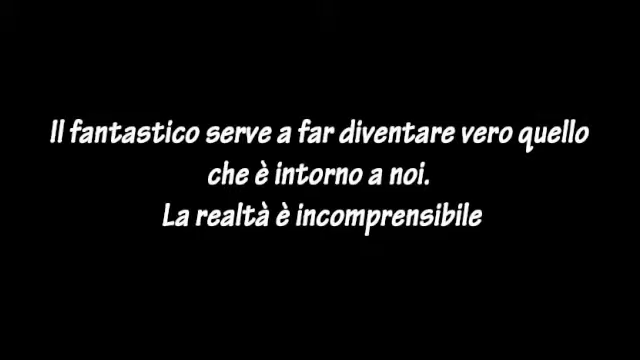 Il fantastico serve a far diventare vero quello
che è intorno a noi.
La realtà è incomprensibile